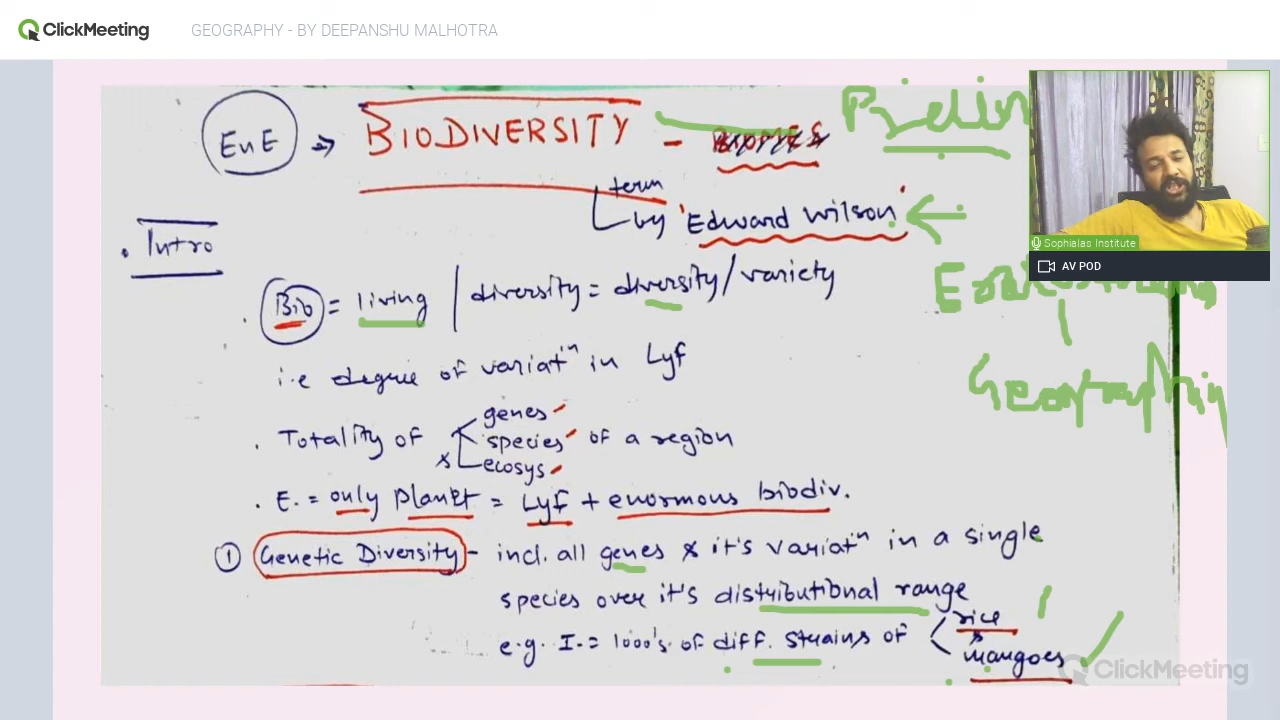 ClickMeeting
GEOGRAPHY - BY DEEPANSHU MALHOTRA
EnE → BIODIVERSITY -
Prelim
term
by 'Edward Wilson'
Sophialas Institute
AV POD
• Intro
Bio = living / diversity = diversity/variety
i.e degree of variatⁿ in Lyf
Geography
• Totality of genes
species of a region
& ecosys
• E. = only Planet = Lyf + enormous biodiv.
① Genetic Diversity - incl. all genes & it's variatⁿ in a single
species over it's distributional range
e.g. I. = 1000's of diff. strains of rice
& mangoes
ClickMeeting